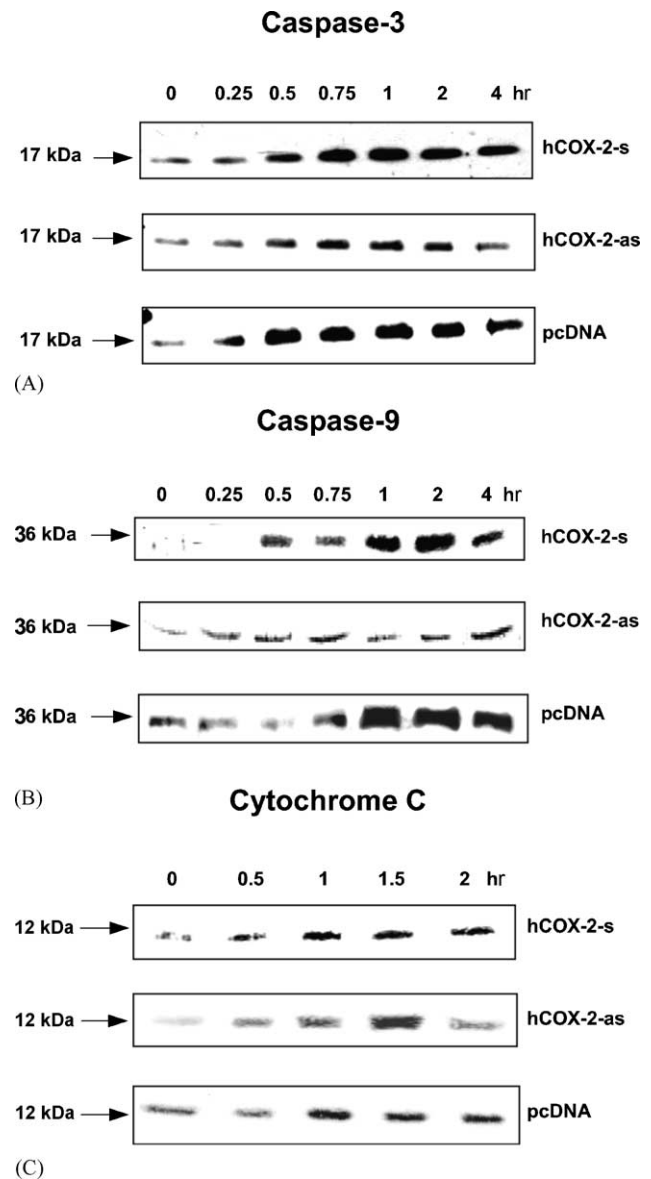 Caspase-3
0 0.25 0.5 0.75 1 2 4 hr
17 kDa hCOX-2-s
17 kDa hCOX-2-as
17 kDa pcDNA
(A)
Caspase-9
0 0.25 0.5 0.75 1 2 4 hr
36 kDa hCOX-2-s
36 kDa hCOX-2-as
36 kDa pcDNA
(B)
Cytochrome C
0 0.5 1 1.5 2 hr
12 kDa hCOX-2-s
12 kDa hCOX-2-as
12 kDa pcDNA
(C)